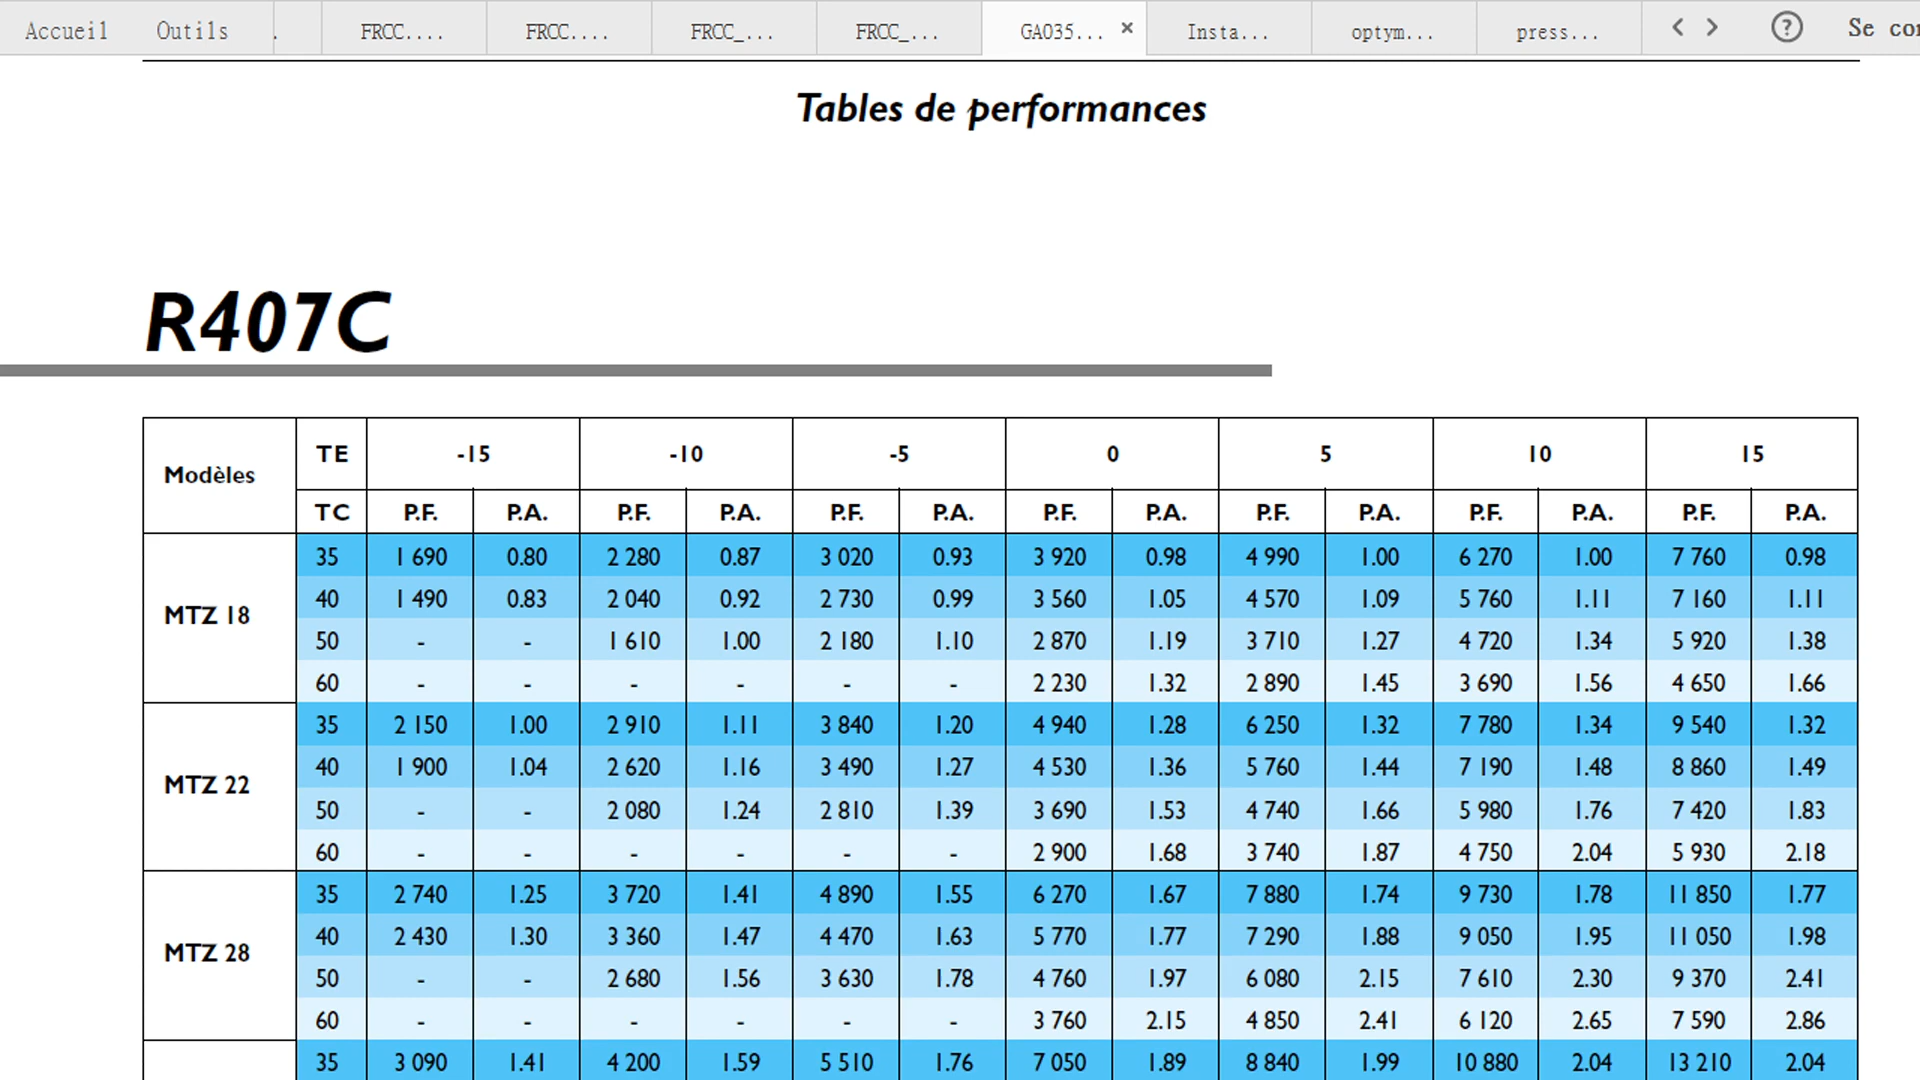 Accueil Outils . FRCC.... FRCC.... FRCC_... FRCC_... GA035... × Insta... optym... press... < > ? Se co
Tables de performances
R407C
Modèles TE -15 -10 -5 0 5 10 15
TC P.F. P.A. P.F. P.A. P.F. P.A. P.F. P.A. P.F. P.A. P.F. P.A. P.F. P.A.
MTZ 18
35 1 690 0.80 2 280 0.87 3 020 0.93 3 920 0.98 4 990 1.00 6 270 1.00 7 760 0.98
40 1 490 0.83 2 040 0.92 2 730 0.99 3 560 1.05 4 570 1.09 5 760 1.11 7 160 1.11
50 - - 1 610 1.00 2 180 1.10 2 870 1.19 3 710 1.27 4 720 1.34 5 920 1.38
60 - - - - - - 2 230 1.32 2 890 1.45 3 690 1.56 4 650 1.66
MTZ 22
35 2 150 1.00 2 910 1.11 3 840 1.20 4 940 1.28 6 250 1.32 7 780 1.34 9 540 1.32
40 1 900 1.04 2 620 1.16 3 490 1.27 4 530 1.36 5 760 1.44 7 190 1.48 8 860 1.49
50 - - 2 080 1.24 2 810 1.39 3 690 1.53 4 740 1.66 5 980 1.76 7 420 1.83
60 - - - - - - 2 900 1.68 3 740 1.87 4 750 2.04 5 930 2.18
MTZ 28
35 2 740 1.25 3 720 1.41 4 890 1.55 6 270 1.67 7 880 1.74 9 730 1.78 11 850 1.77
40 2 430 1.30 3 360 1.47 4 470 1.63 5 770 1.77 7 290 1.88 9 050 1.95 11 050 1.98
50 - - 2 680 1.56 3 630 1.78 4 760 1.97 6 080 2.15 7 610 2.30 9 370 2.41
60 - - - - - - 3 760 2.15 4 850 2.41 6 120 2.65 7 590 2.86
35 3 090 1.41 4 200 1.59 5 510 1.76 7 050 1.89 8 840 1.99 10 880 2.04 13 210 2.04